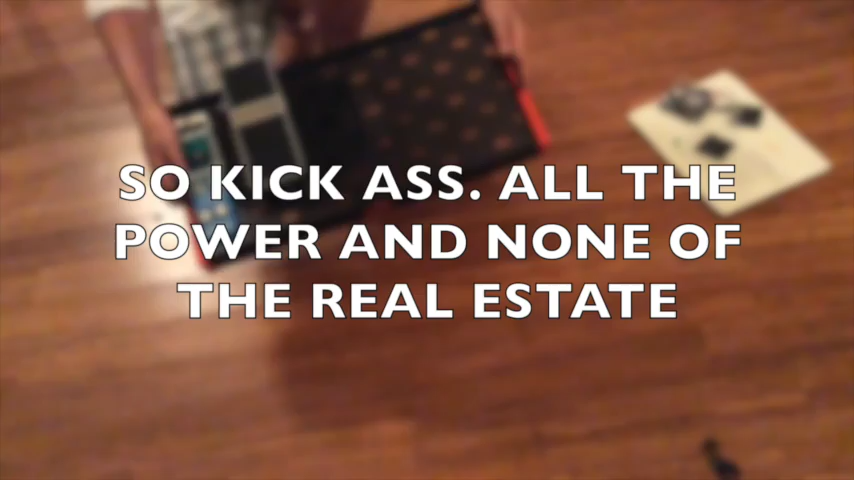 SO KICK ASS. ALL THE
POWER AND NONE OF
THE REAL ESTATE